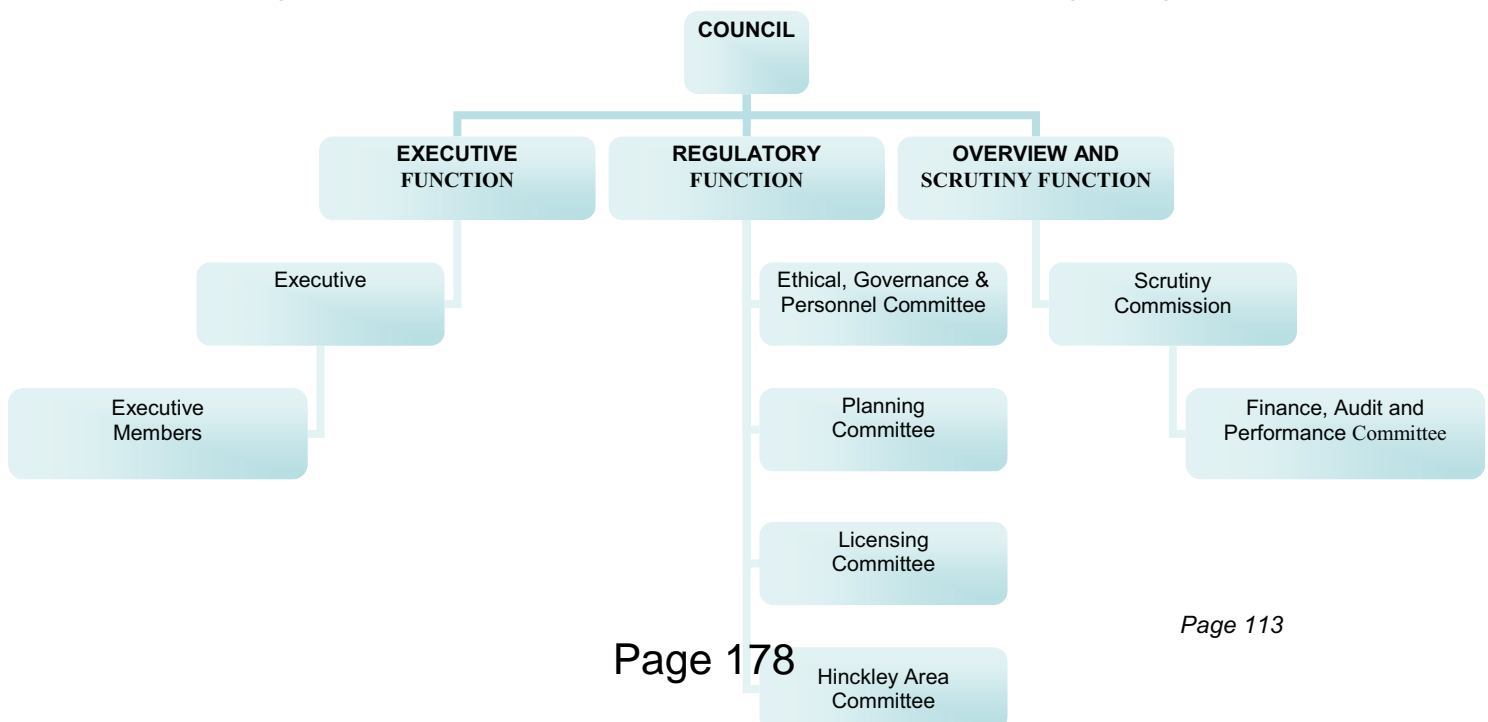 COUNCIL
EXECUTIVE
FUNCTION
REGULATORY
FUNCTION
OVERVIEW AND
SCRUTINY FUNCTION
Executive
Ethical, Governance &
Personnel Committee
Scrutiny
Commission
Executive
Members
Planning
Committee
Finance, Audit and
Performance Committee
Licensing
Committee
Page 113
Page 178
Hinckley Area
Committee